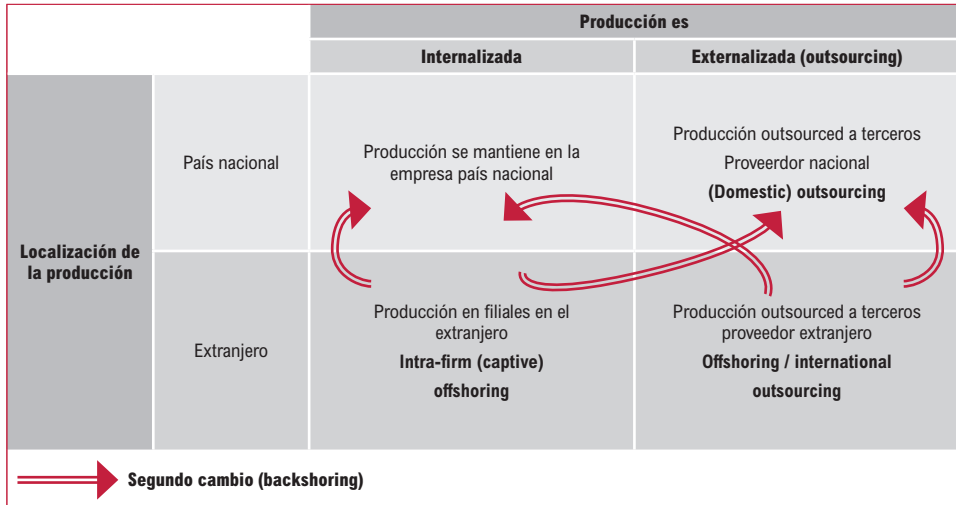 Producción es
Internalizada
Externalizada (outsourcing)
Localización de
la producción
País nacional
Producción se mantiene en la
empresa país nacional
Producción outsourced a terceros
Proveerdor nacional
(Domestic) outsourcing
Extranjero
Producción en filiales en el
extranjero
Intra-firm (captive)
offshoring
Producción outsourced a terceros
proveedor extranjero
Offshoring / international
outsourcing
Segundo cambio (backshoring)